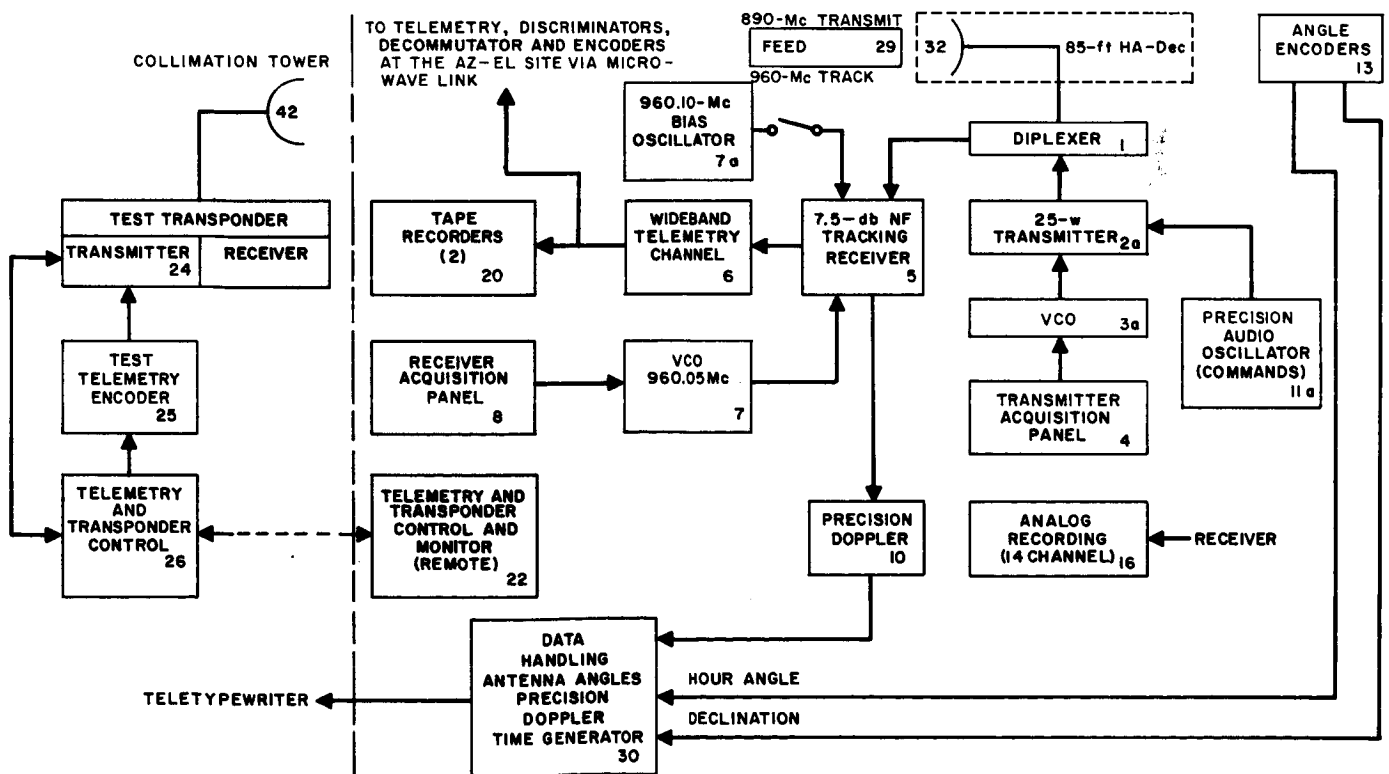 TO TELEMETRY, DISCRIMINATORS,
DECOMMUTATOR AND ENCODERS
AT THE AZ-EL SITE VIA MICRO-
WAVE LINK
890-Mc TRANSMIT
FEED 29
960-Mc TRACK
32
85-ft HA-Dec
ANGLE
ENCODERS
13
COLLIMATION TOWER
42
960.10-Mc
BIAS
OSCILLATOR
7a
DIPLEXER 1
TEST TRANSPONDER
TRANSMITTER
24
RECEIVER
TAPE
RECORDERS
(2)
20
WIDEBAND
TELEMETRY
CHANNEL
6
7.5-db NF
TRACKING
RECEIVER
5
25-w
TRANSMITTER
2a
VCO 3a
PRECISION
AUDIO
OSCILLATOR
(COMMANDS)
11a
TEST
TELEMETRY
ENCODER
25
RECEIVER
ACQUISITION
PANEL
8
VCO
960.05Mc
7
TRANSMITTER
ACQUISITION
PANEL
4
TELEMETRY
AND
TRANSPONDER
CONTROL
26
TELEMETRY AND
TRANSPONDER
CONTROL AND
MONITOR
(REMOTE)
22
PRECISION
DOPPLER
10
ANALOG
RECORDING
(14 CHANNEL)
16
RECEIVER
DATA
HANDLING
ANTENNA ANGLES
PRECISION
DOPPLER
TIME GENERATOR
30
HOUR ANGLE
DECLINATION
TELETYPEWRITER